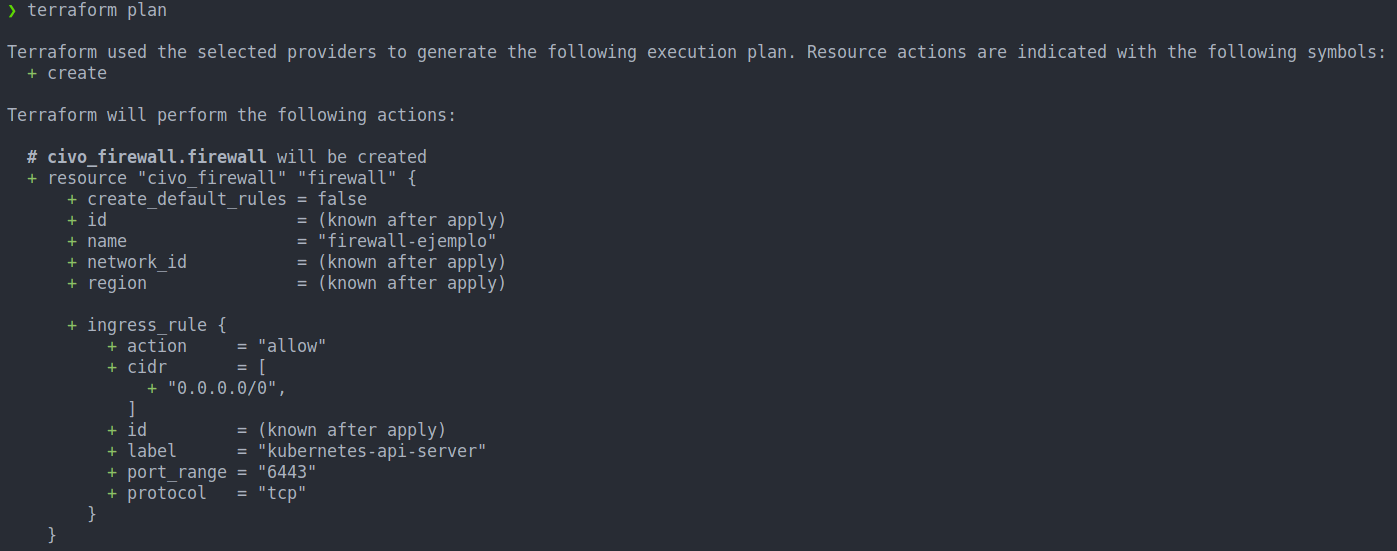 ❯ terraform plan
Terraform used the selected providers to generate the following execution plan. Resource actions are indicated with the following symbols:
  + create
Terraform will perform the following actions:
  # civo_firewall.firewall will be created
  + resource "civo_firewall" "firewall" {
      + create_default_rules = false
      + id                   = (known after apply)
      + name                 = "firewall-ejemplo"
      + network_id           = (known after apply)
      + region               = (known after apply)
      + ingress_rule {
          + action     = "allow"
          + cidr       = [
              + "0.0.0.0/0",
            ]
          + id         = (known after apply)
          + label      = "kubernetes-api-server"
          + port_range = "6443"
          + protocol   = "tcp"
        }
    }